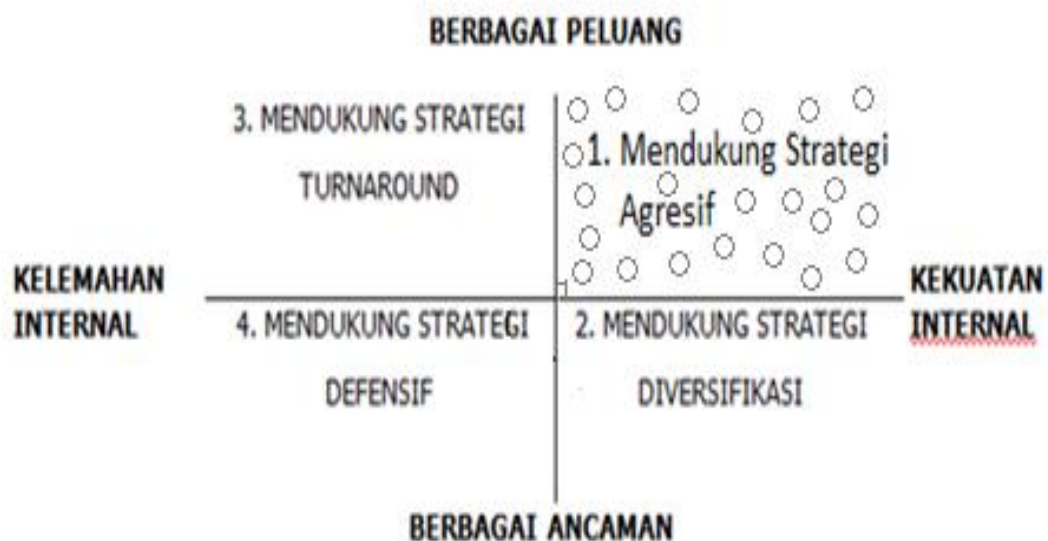 BERBAGAI PELUANG
3. MENDUKUNG STRATEGI
TURNAROUND
1. Mendukung Strategi
Agresif
KELEMAHAN
INTERNAL
KEKUATAN
INTERNAL
4. MENDUKUNG STRATEGI
DEFENSIF
2. MENDUKUNG STRATEGI
DIVERSIFIKASI
BERBAGAI ANCAMAN